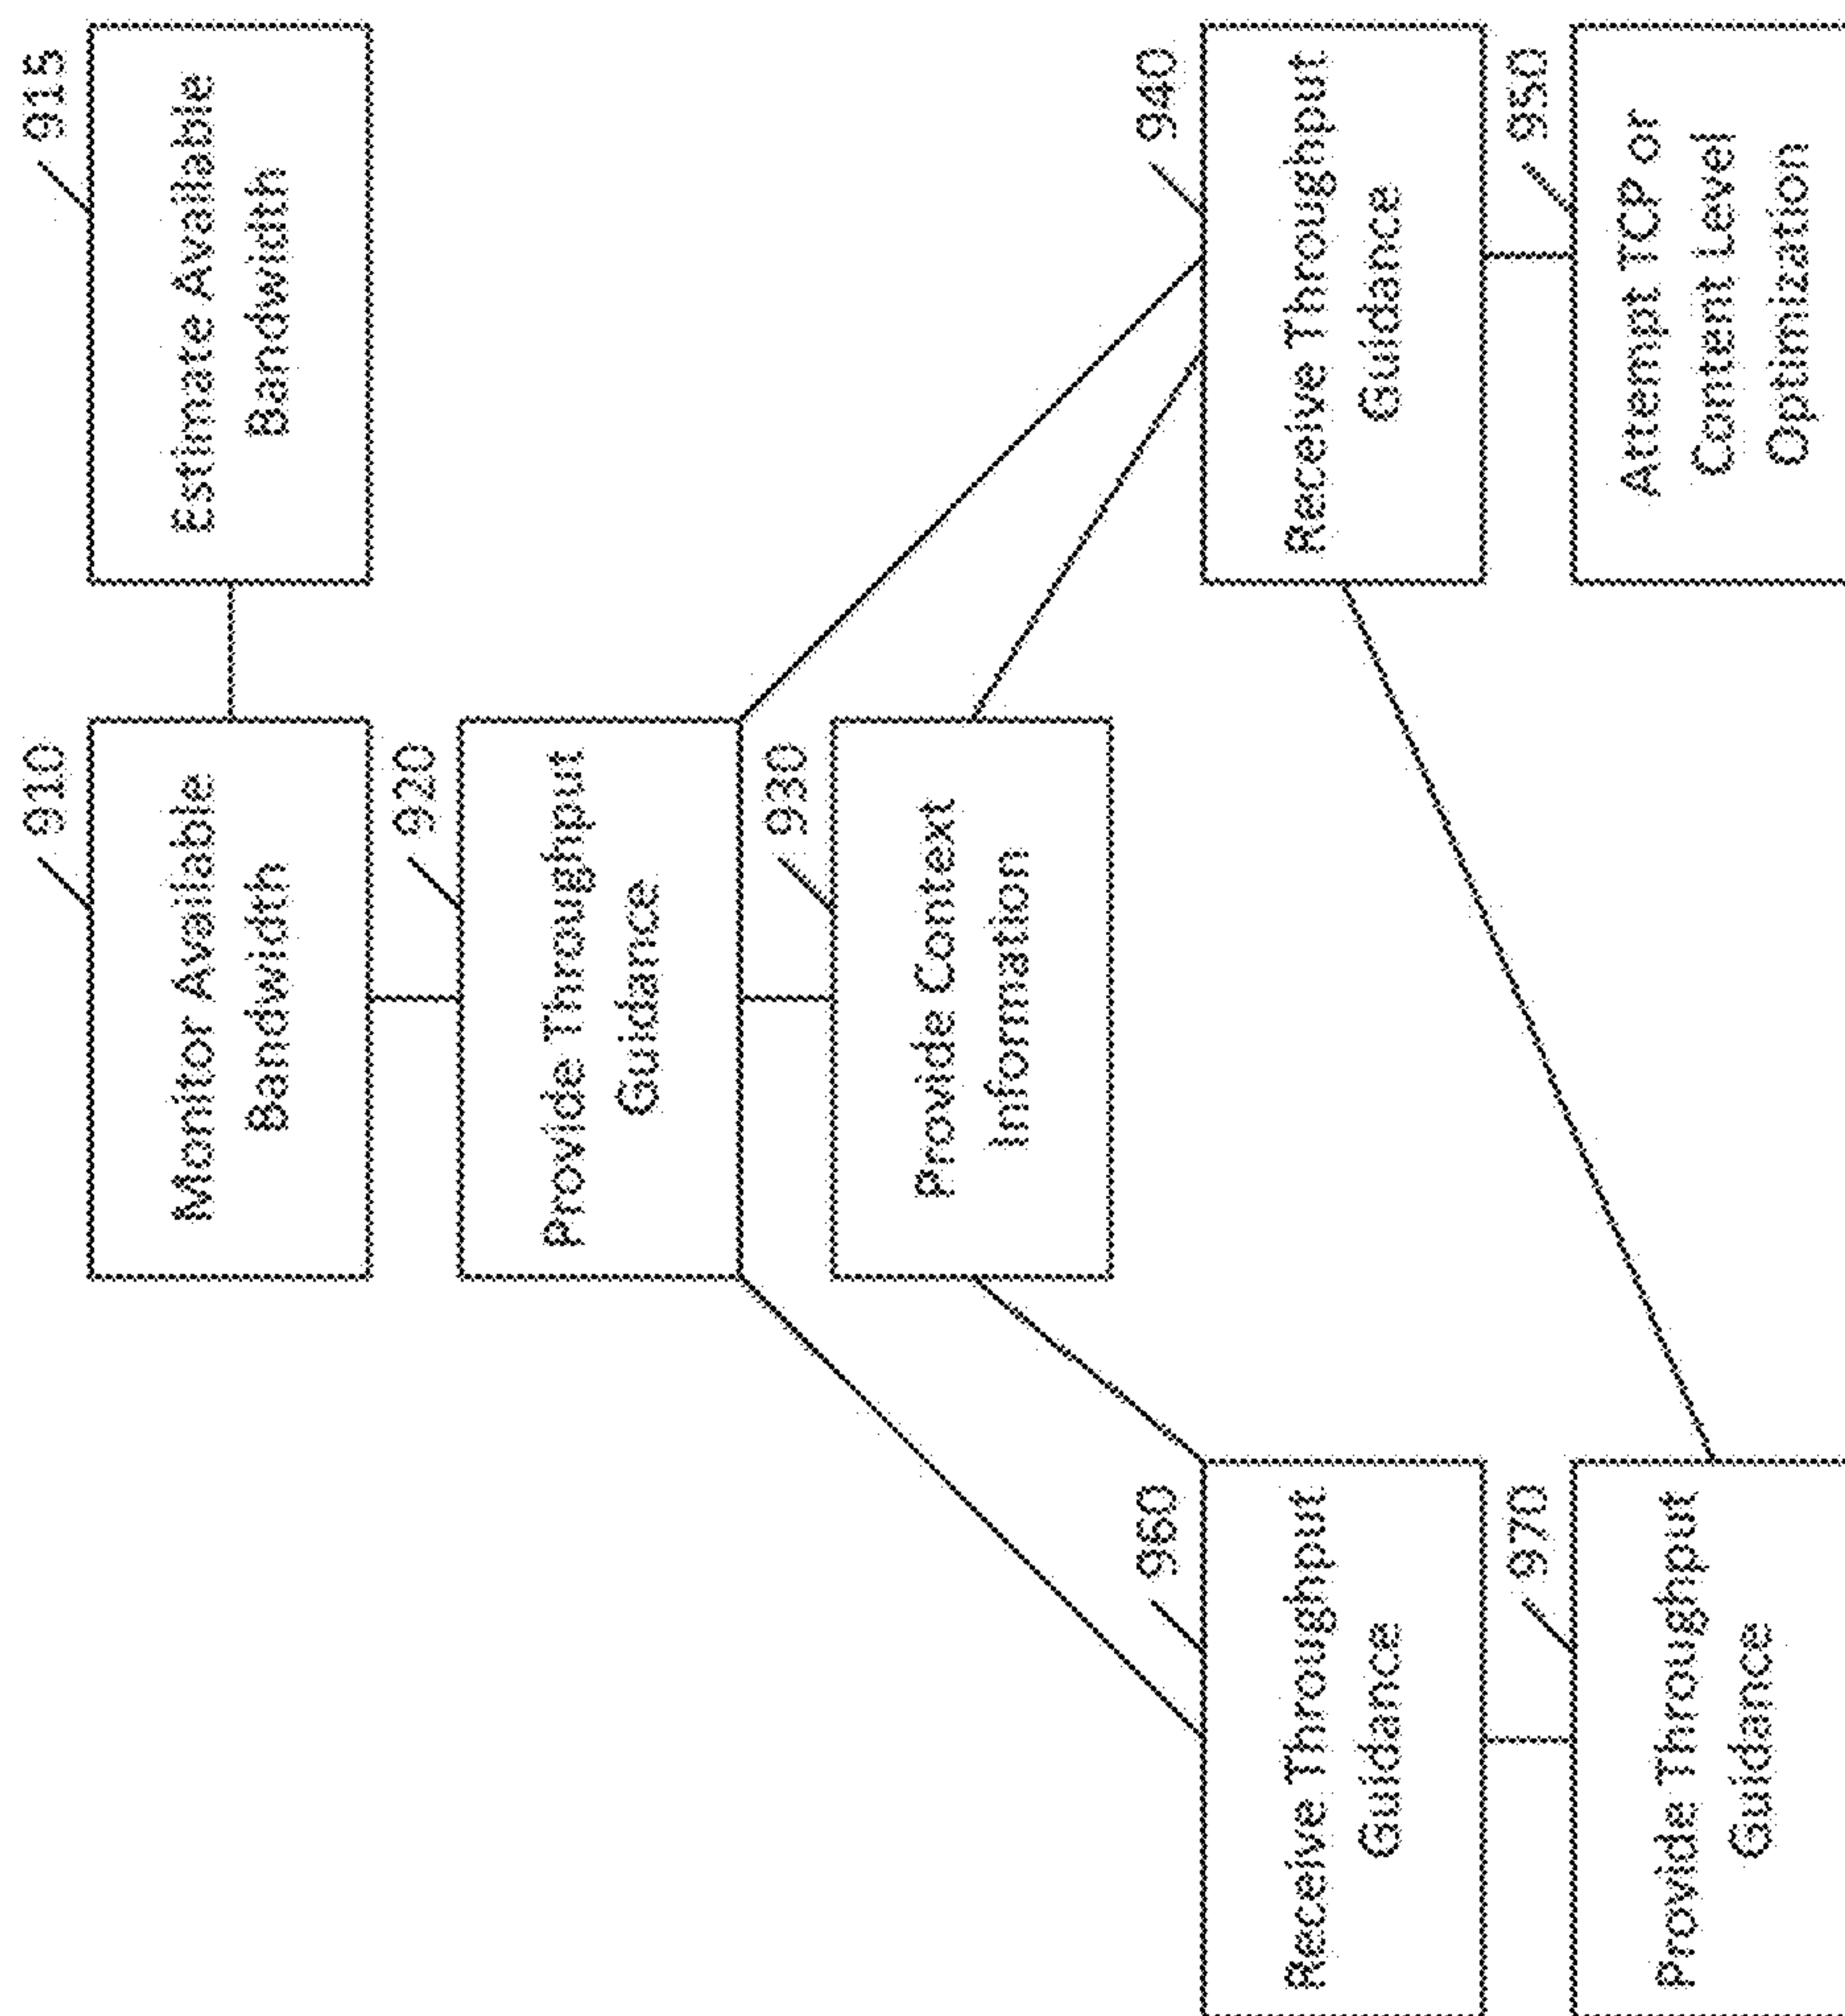 910
Monitor Available
Bandwidth
915
Estimate Available
Bandwidth
920
Provide Throughput
Guidance
930
Provide Context
Information
960
Receive Throughput
Guidance
940
Receive Throughput
Guidance
970
Provide Throughput
Guidance
950
Attempt TCP or
Content Level
Optimization